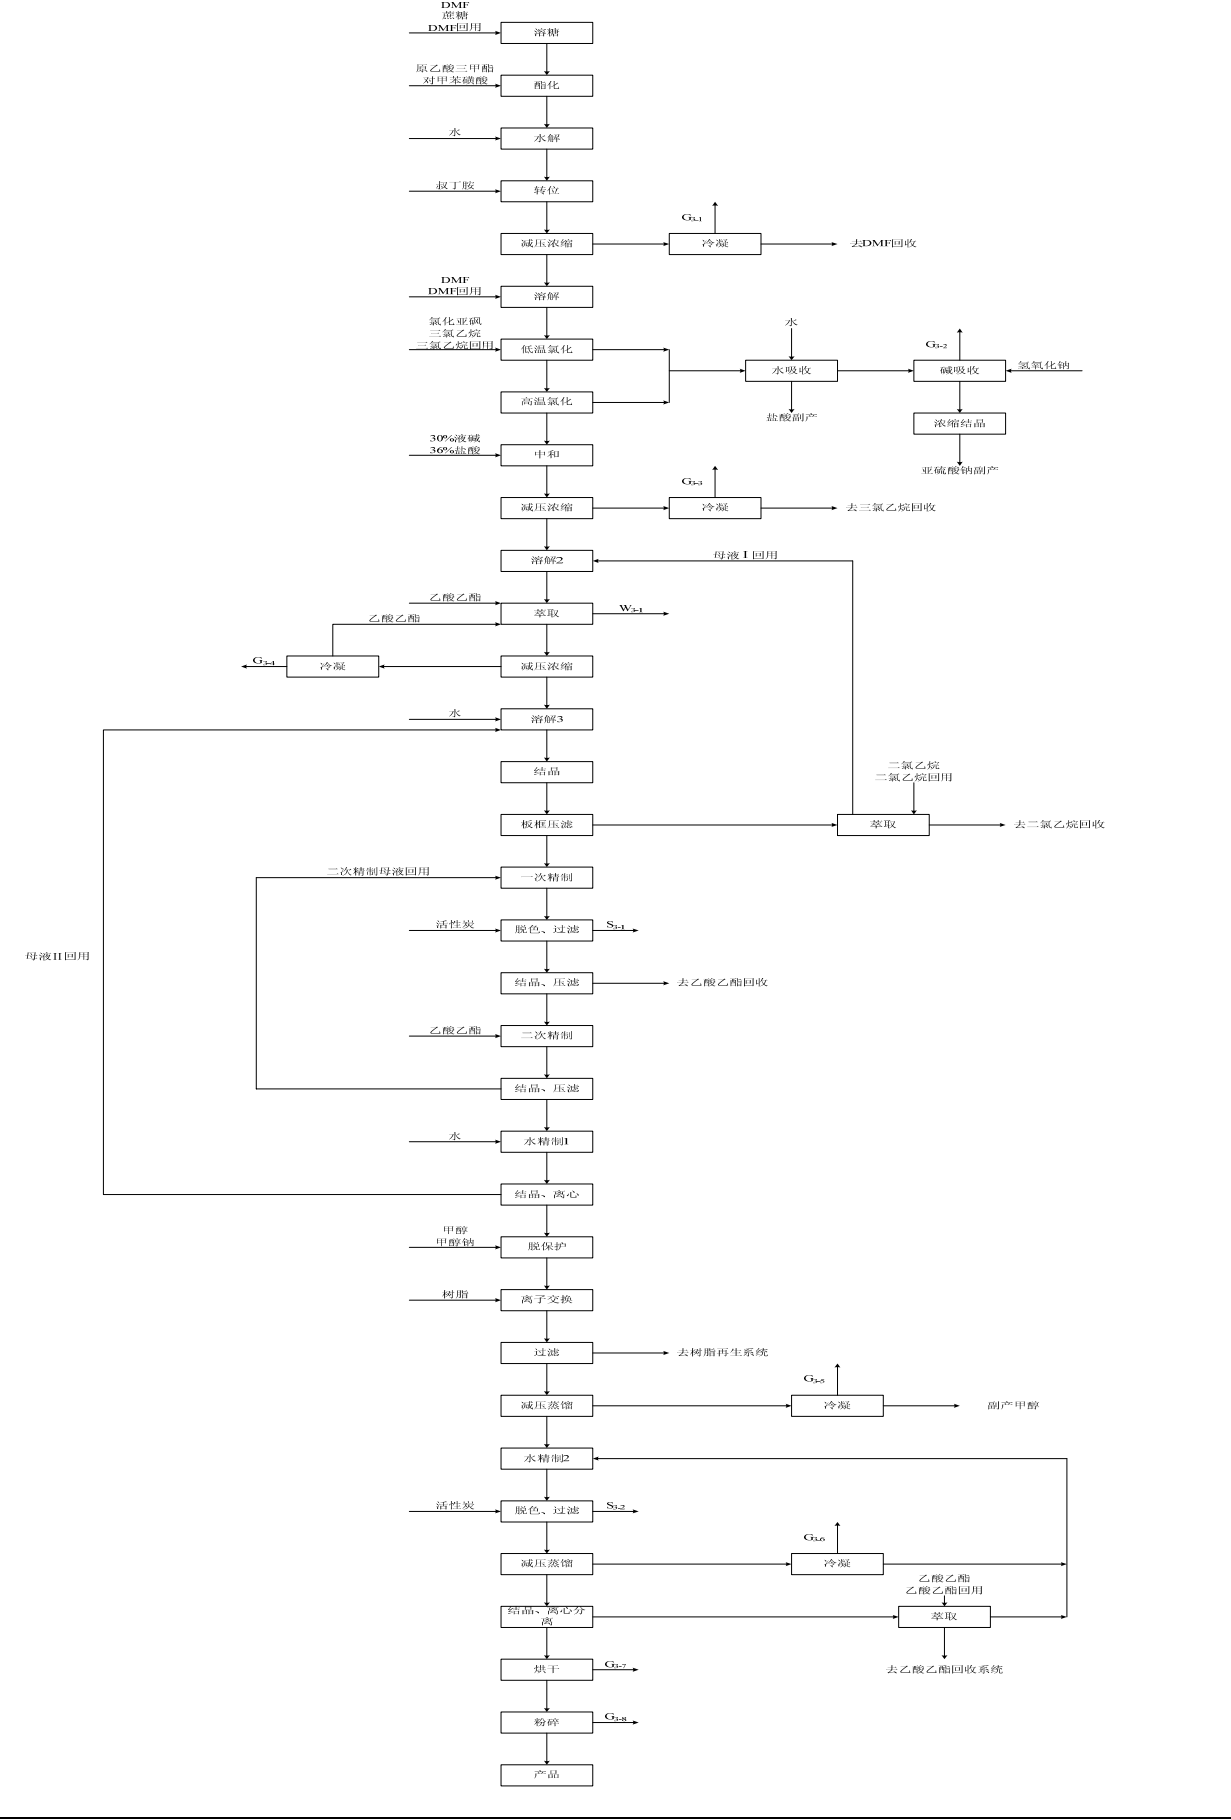 DMF
蔗糖
DMF回用
溶糖
原乙酸三甲酯
对甲苯磺酸
酯化
水
水解
叔丁胺
转位
减压浓缩
G3-1
冷凝
去DMF回收
DMF
DMF回用
溶解
氯化亚砜
三氯乙烷
三氯乙烷回用
低温氯化
水
水吸收
G3-2
碱吸收
氢氧化钠
高温氯化
盐酸副产
浓缩结晶
亚硫酸钠副产
30%液碱
36%盐酸
中和
减压浓缩
G3-3
冷凝
去三氯乙烷回收
溶解2
母液 I 回用
乙酸乙酯
萃取
W3-1
乙酸乙酯
G3-4
冷凝
减压浓缩
水
溶解3
结晶
二氯乙烷
二氯乙烷回用
板框压滤
萃取
去二氯乙烷回收
二次精制母液回用
一次精制
活性炭
脱色、过滤
S3-1
母液II回用
结晶、压滤
去乙酸乙酯回收
乙酸乙酯
二次精制
结晶、压滤
水
水精制1
结晶、离心
甲醇
甲醇钠
脱保护
树脂
离子交换
过滤
去树脂再生系统
减压蒸馏
G3-5
冷凝
副产甲醇
水精制2
活性炭
脱色、过滤
S3-2
减压蒸馏
G3-6
冷凝
乙酸乙酯
乙酸乙酯回用
结晶、离心分
离
萃取
去乙酸乙酯回收系统
烘干
G3-7
粉碎
G3-8
产品